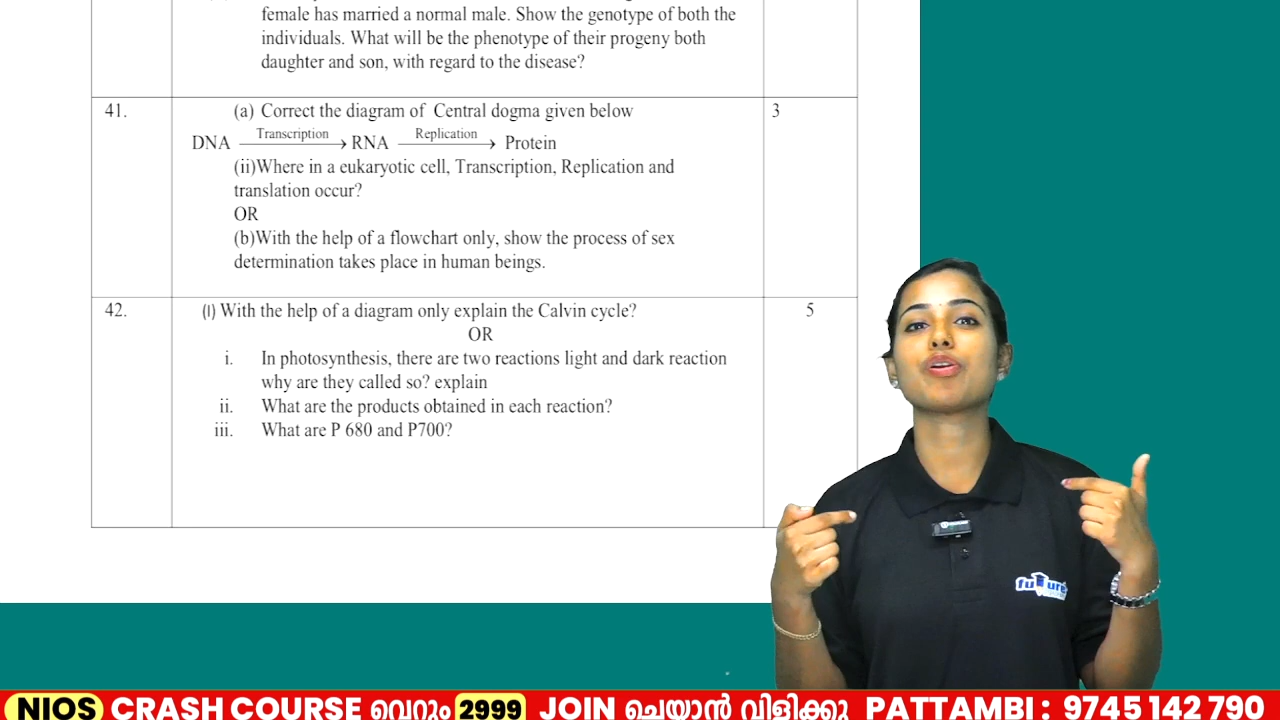 female has married a normal male. Show the genotype of both the
individuals. What will be the phenotype of their progeny both
daughter and son, with regard to the disease?
41.
(a) Correct the diagram of Central dogma given below
3
DNA Transcription → RNA Replication → Protein
(ii)Where in a eukaryotic cell, Transcription, Replication and
translation occur?
OR
(b)With the help of a flowchart only, show the process of sex
determination takes place in human beings.
42.
(I) With the help of a diagram only explain the Calvin cycle?
5
OR
i. In photosynthesis, there are two reactions light and dark reaction
why are they called so? explain
ii. What are the products obtained in each reaction?
iii. What are P 680 and P700?
NIOS CRASH COURSE വെറും 2999 JOIN ചെയ്യാൻ വിളിക്കു PATTAMBI : 9745 142 790